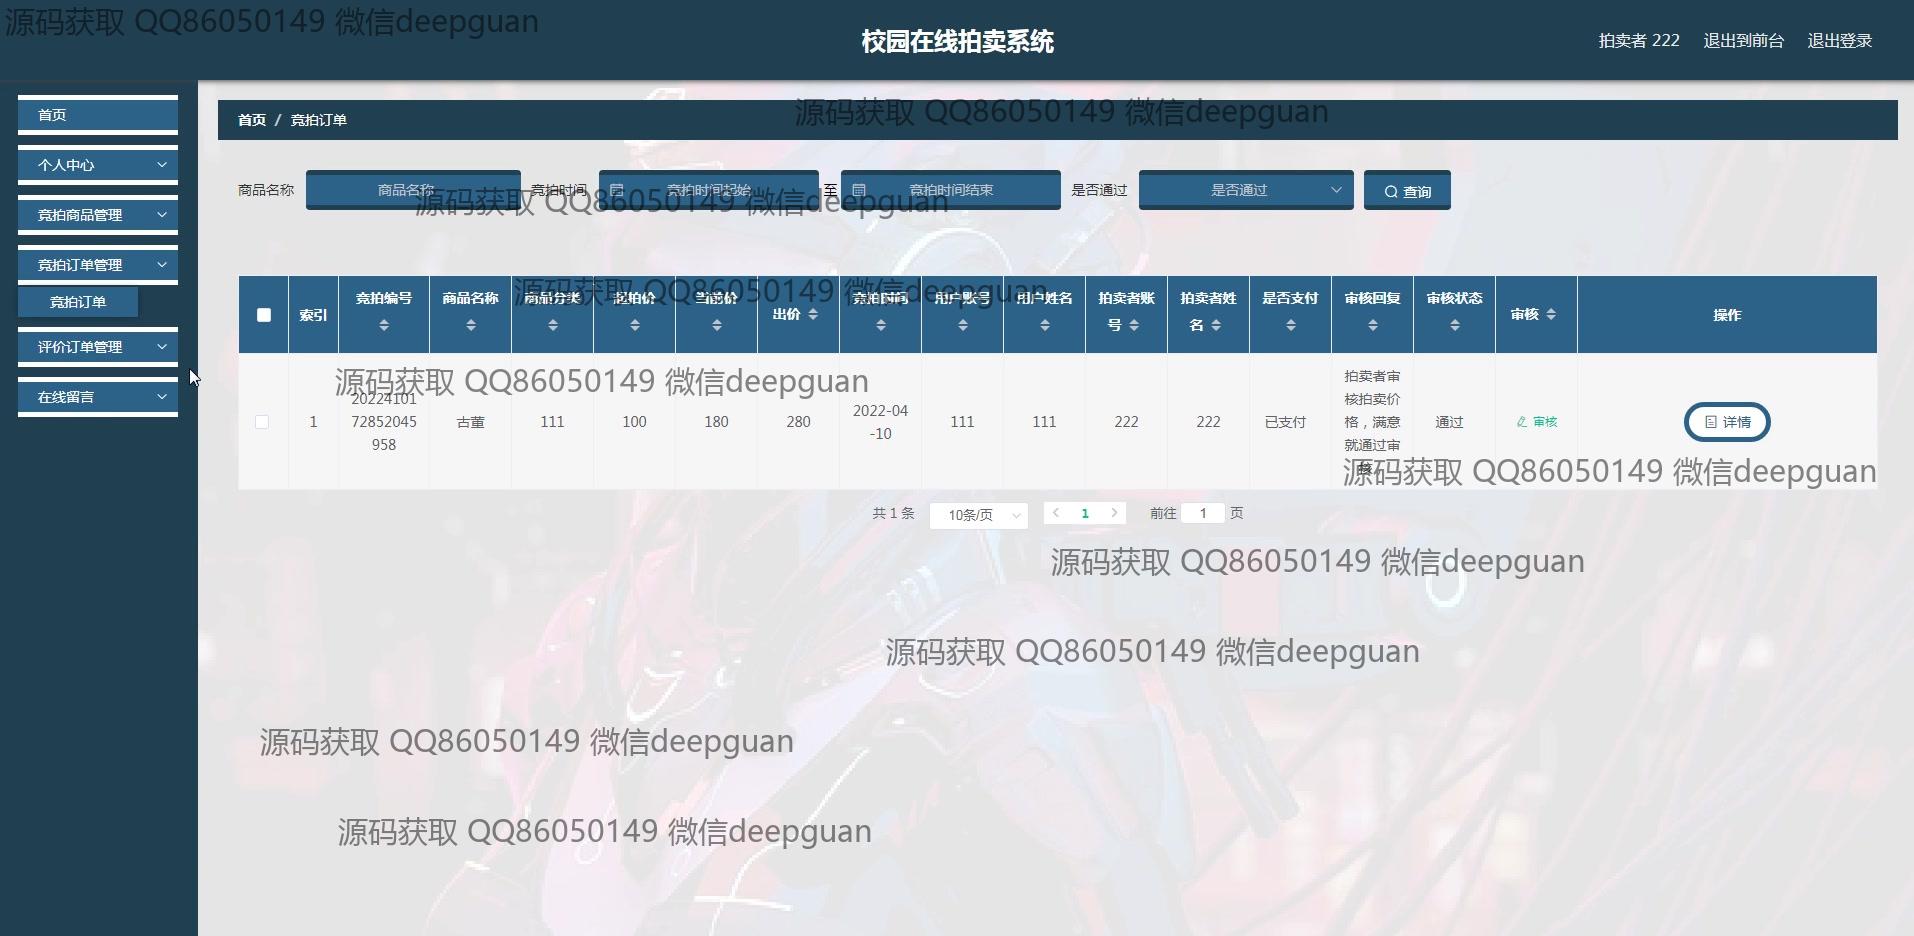 源码获取 QQ86050149 微信deepguan
校园在线拍卖系统
拍卖者 222 退出到前台 退出登录
首页
个人中心
竞拍商品管理
竞拍订单管理
竞拍订单
评价订单管理
在线留言
首页 / 竞拍订单
源码获取 QQ86050149 微信deepguan
商品名称 商品名称 竞拍时间 竞拍时间起始 至 竞拍时间结束 是否通过 是否通过 查询
源码获取 QQ86050149 微信deepguan
源码获取 QQ86050149 微信deepguan
索引 竞拍编号 商品名称 商品分类 起拍价 当前价 出价 竞拍时间 用户账号 用户姓名 拍卖者账号 拍卖者姓名 是否支付 审核回复 审核状态 审核 操作
源码获取 QQ86050149 微信deepguan
1
20224101
72852045
958
古董 111 100 180 280
2022-04
-10
111 111 222 222 已支付
拍卖者审
核拍卖价
格，满意
就通过审
核
通过 审核 详情
源码获取 QQ86050149 微信deepguan
共 1 条 10条/页 1 前往 1 页
源码获取 QQ86050149 微信deepguan
源码获取 QQ86050149 微信deepguan
源码获取 QQ86050149 微信deepguan
源码获取 QQ86050149 微信deepguan